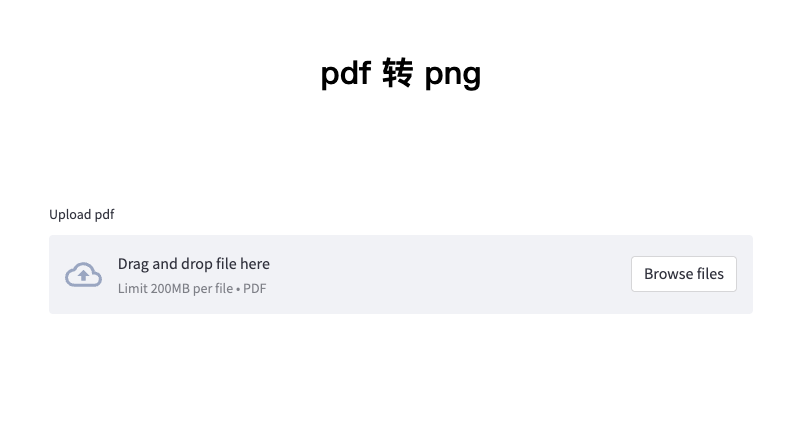 pdf 转 png
Upload pdf
Drag and drop file here
Limit 200MB per file • PDF
Browse files